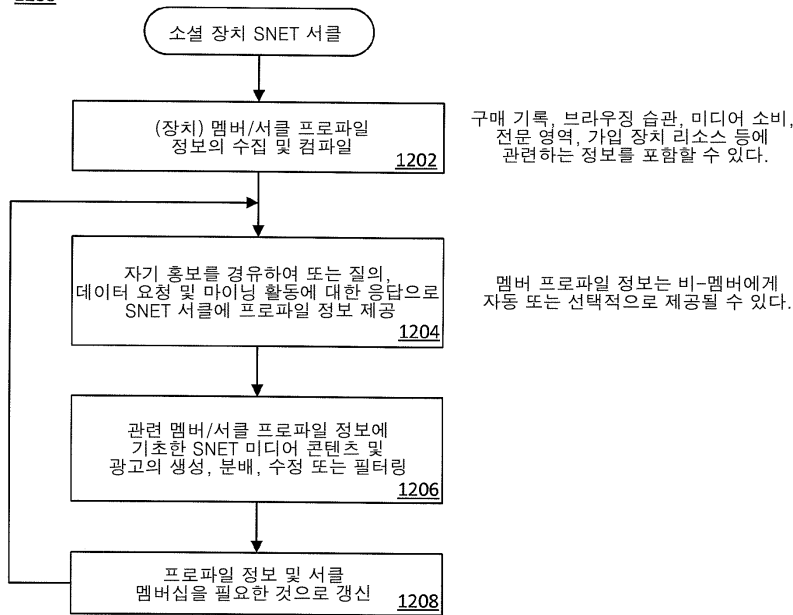 소셜 장치 SNET 서클
(장치) 멤버/서클 프로파일
정보의 수집 및 컴파일
1202
구매 기록, 브라우징 습관, 미디어 소비,
전문 영역, 가입 장치 리소스 등에
관련하는 정보를 포함할 수 있다.
자기 홍보를 경유하여 또는 질의,
데이터 요청 및 마이닝 활동에 대한 응답으로
SNET 서클에 프로파일 정보 제공
1204
멤버 프로파일 정보는 비-멤버에게
자동 또는 선택적으로 제공될 수 있다.
관련 멤버/서클 프로파일 정보에
기초한 SNET 미디어 콘텐츠 및
광고의 생성, 분배, 수정 또는 필터링
1206
프로파일 정보 및 서클
멤버십을 필요한 것으로 갱신
1208